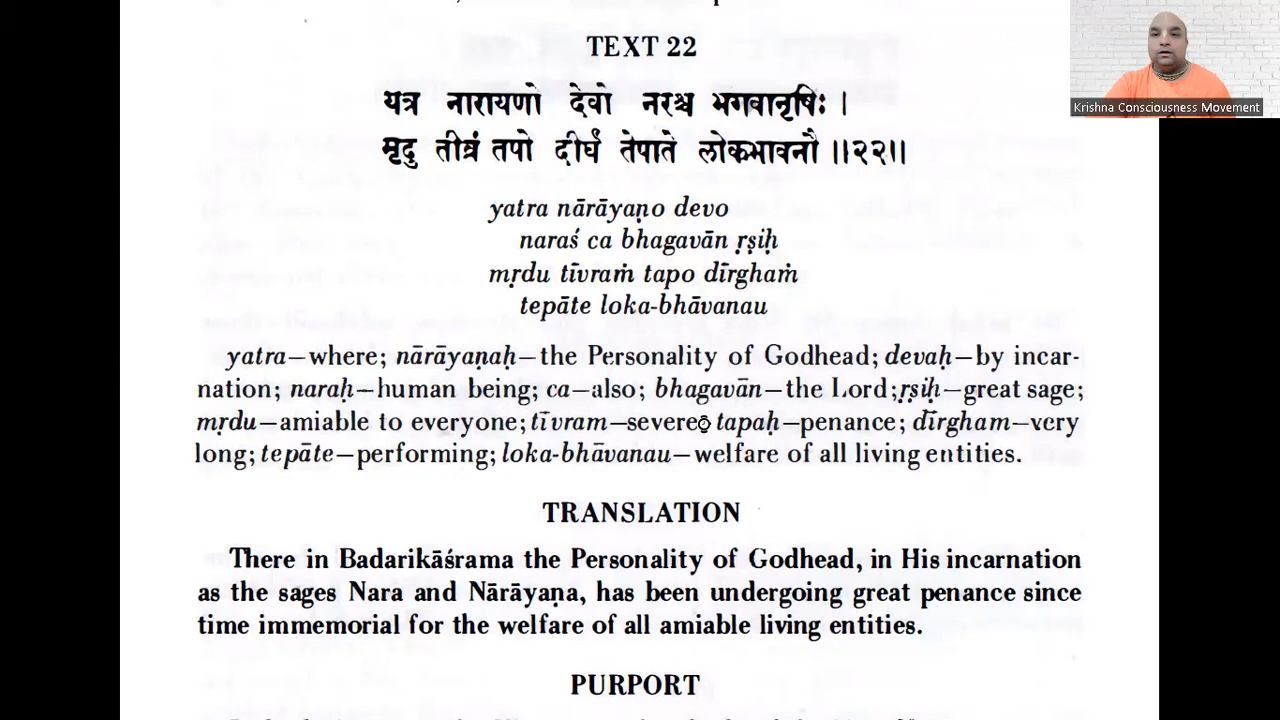 TEXT 22
यत्र नारायणो देवो नरश्च भगवानृषिः ।
मृदु तीव्रं तपो दीर्घं तेपाते लोकभावनौ ॥२२॥
yatra nārāyaṇo devo
naraś ca bhagavān ṛṣiḥ
mṛdu tīvraṁ tapo dīrghaṁ
tepāte loka-bhāvanau
yatra—where; nārāyaṇaḥ—the Personality of Godhead; devaḥ—by incar-
nation; naraḥ—human being; ca—also; bhagavān—the Lord; ṛṣiḥ—great sage;
mṛdu—amiable to everyone; tīvram—severe tapaḥ—penance; dīrgham—very
long; tepāte—performing; loka-bhāvanau—welfare of all living entities.
TRANSLATION
There in Badarikāśrama the Personality of Godhead, in His incarnation
as the sages Nara and Nārāyaṇa, has been undergoing great penance since
time immemorial for the welfare of all amiable living entities.
PURPORT
Krishna Consciousness Movement